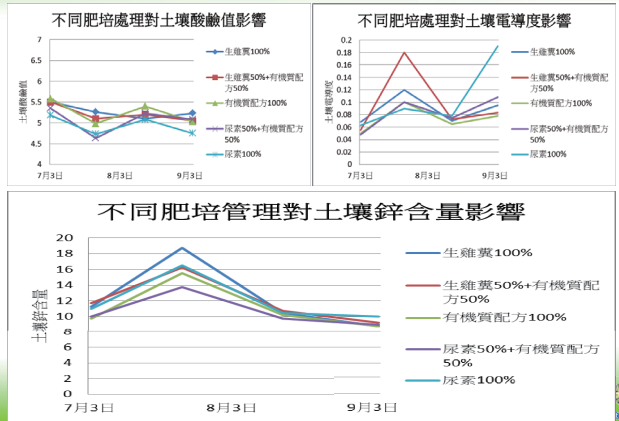 不同肥培處理對土壤酸鹼值影響
7
6.5
6
5.5
5
4.5
4
土壤酸鹼值
7月3日
8月3日
9月3日
生雞糞100%
生雞糞50%+有機質配
方50%
有機質配方100%
尿素50%+有機質配方
50%
尿素100%
不同肥培處理對土壤電導度影響
0.2
0.18
0.16
0.14
0.12
0.1
0.08
0.06
0.04
0.02
0
土壤電導度
7月3日
8月3日
9月3日
生雞糞100%
生雞糞50%+有機質配
方50%
有機質配方100%
尿素50%+有機質配方
50%
尿素100%
不同肥培管理對土壤鋅含量影響
20
18
16
14
12
10
8
6
4
2
0
土壤鋅含量
7月3日
8月3日
9月3日
生雞糞100%
生雞糞50%+有機質配
方50%
有機質配方100%
尿素50%+有機質配方
50%
尿素100%